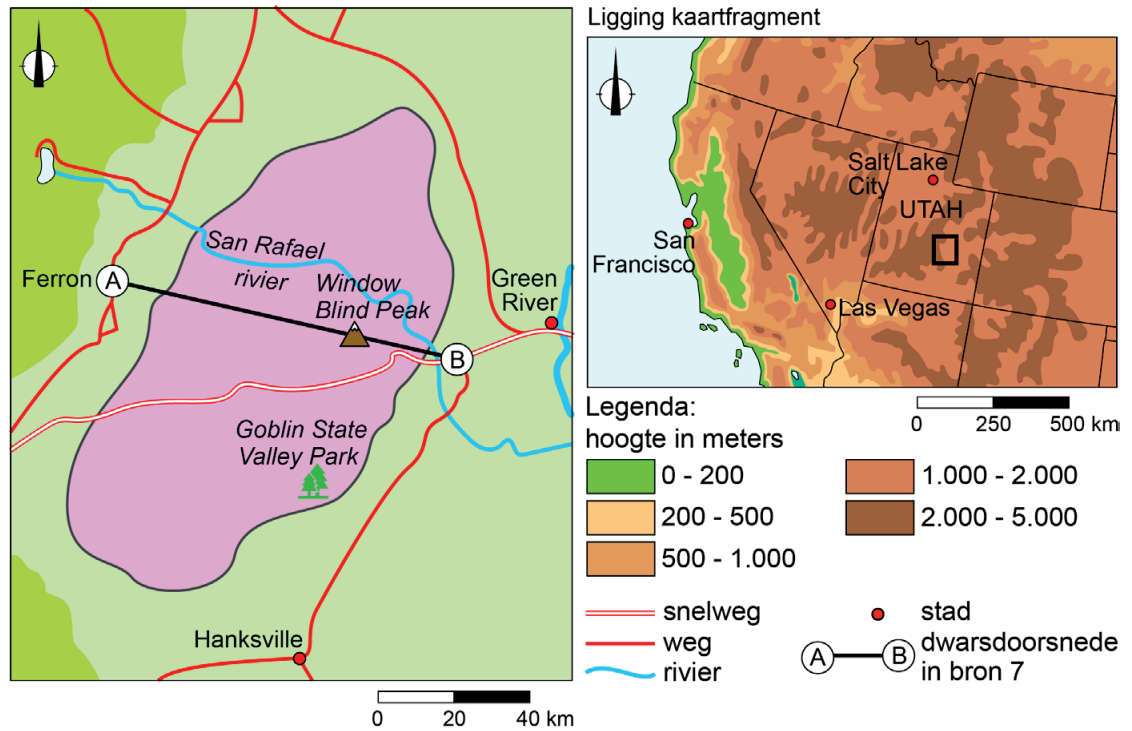 Ligging kaartfragment
Ferron
A
San Rafael
rivier
Window
Blind Peak
Green
River
B
Goblin State
Valley Park
Hanksville
0 20 40 km
Salt Lake
City
UTAH
San
Francisco
Las Vegas
0 250 500 km
Legenda:
hoogte in meters
0 - 200
200 - 500
500 - 1.000
1.000 - 2.000
2.000 - 5.000
snelweg
weg
rivier
stad
A B dwarsdoorsnede
in bron 7